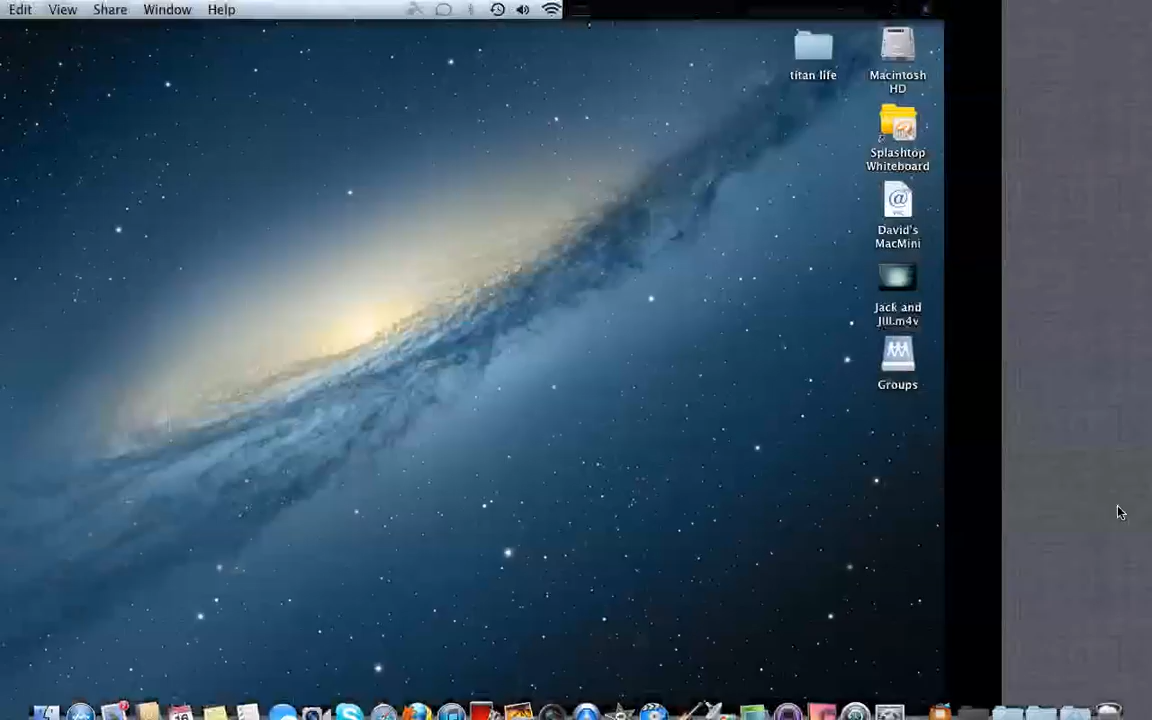 Edit View Share Window Help
titan life
Macintosh
HD
Splashtop
Whiteboard
David's
MacMini
Jack and
Jill.m4v
Groups